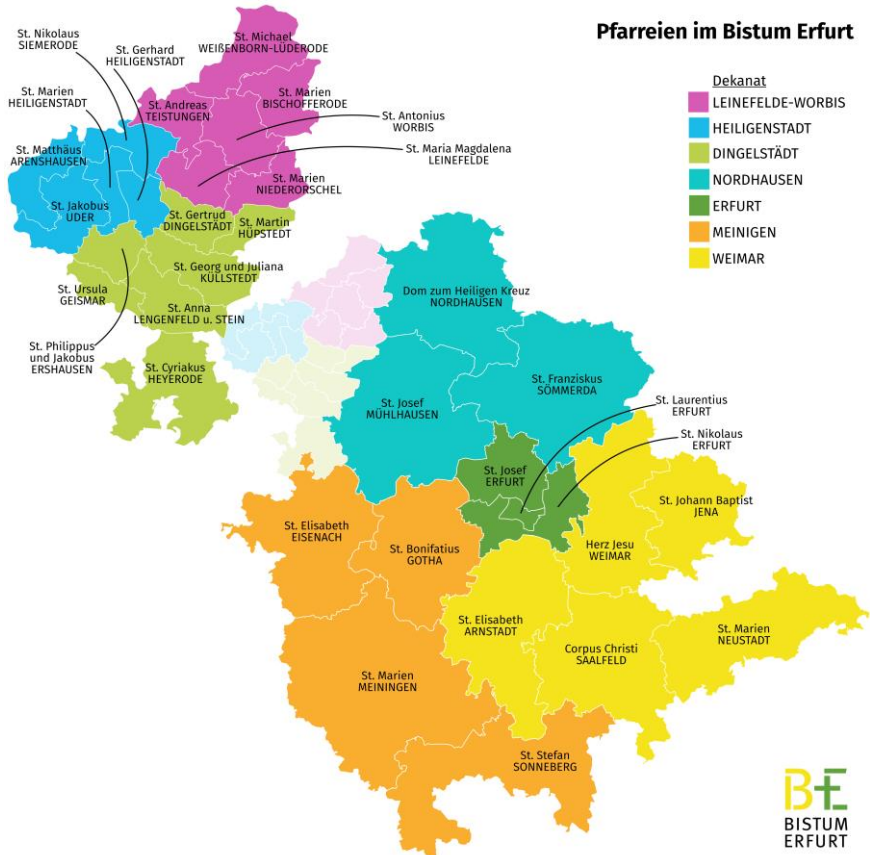 Pfarreien im Bistum Erfurt
Dekanat
LEINEFELDE-WORBIS
HEILIGENSTADT
DINGELSTÄDT
NORDHAUSEN
ERFURT
MEINIGEN
WEIMAR
St. Nikolaus
SIEMERODE
St. Gerhard
HEILIGENSTADT
St. Michael
WEIßENBORN-LÜDERODE
St. Marien
HEILIGENSTADT
St. Andreas
TEISTUNGEN
St. Marien
BISCHOFFERODE
St. Antonius
WORBIS
St. Matthäus
ARENSHAUSEN
St. Maria Magdalena
LEINEFELDE
St. Marien
NIEDERORSCHEL
St. Jakobus
UDER
St. Gertrud
DINGELSTÄDT
St. Martin
HÜPSTEDT
St. Georg und Juliana
KÜLLSTEDT
St. Ursula
GEISMAR
St. Anna
LENGENFELD u. STEIN
St. Philippus
und Jakobus
ERSHAUSEN
St. Cyriakus
HEYERODE
Dom zum Heiligen Kreuz
NORDHAUSEN
St. Franziskus
SÖMMERDA
St. Josef
MÜHLHAUSEN
St. Laurentius
ERFURT
St. Nikolaus
ERFURT
St. Josef
ERFURT
St. Johann Baptist
JENA
St. Elisabeth
EISENACH
St. Bonifatius
GOTHA
Herz Jesu
WEIMAR
St. Elisabeth
ARNSTADT
St. Marien
NEUSTADT
Corpus Christi
SAALFELD
St. Marien
MEININGEN
St. Stefan
SONNEBERG
B+E
BISTUM
ERFURT